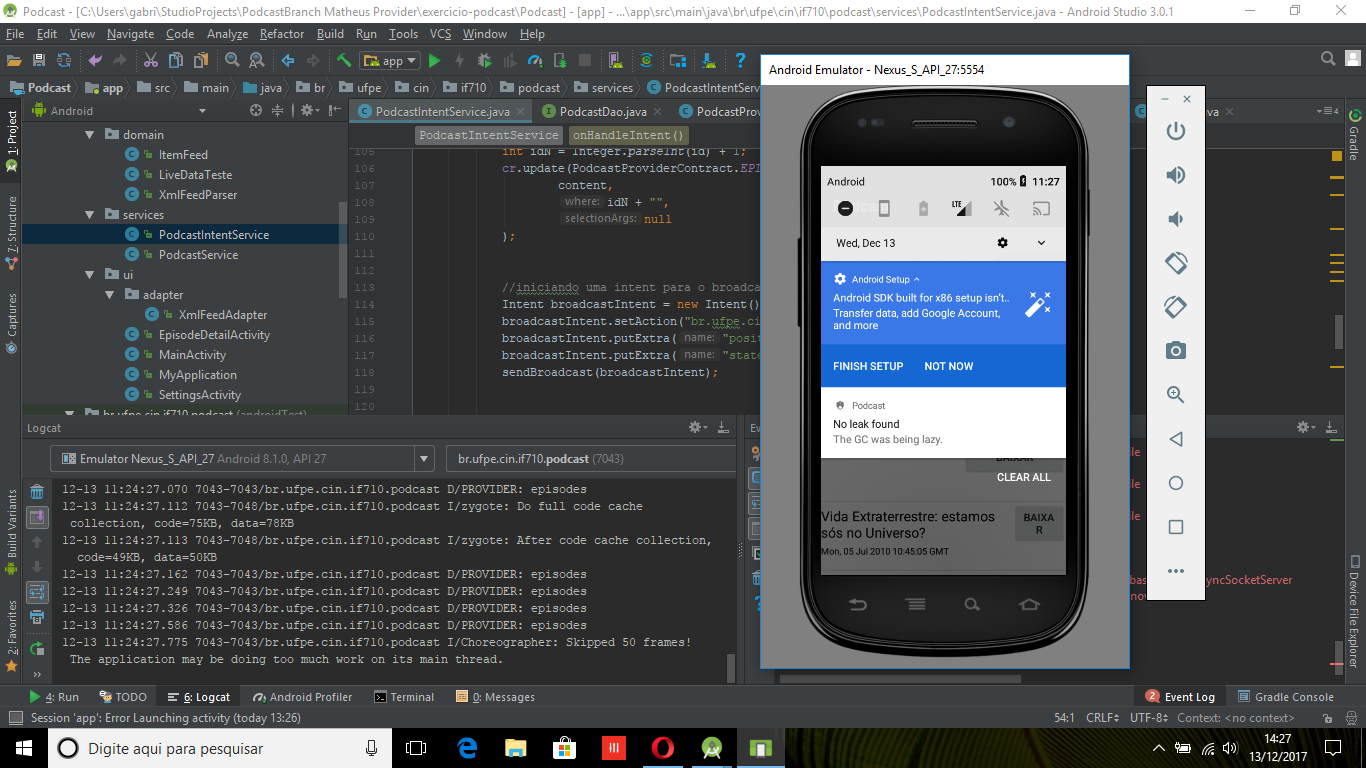 Podcast - [C:\Users\gabri\StudioProjects\PodcastBranch Matheus Provider\exercicio-podcast\Podcast] - [app] - ...\app\src\main\java\br\ufpe\cin\if710\podcast\services\PodcastIntentService.java - Android Studio 3.0.1
File Edit View Navigate Code Analyze Refactor Build Run Tools VCS Window Help
app
Podcast app src main java br ufpe cin if710 podcast services PodcastIntentServ
Android
PodcastIntentService.java PodcastDao.java PodcastProv
PodcastIntentService onHandleIntent()
1: Project
7: Structure
Captures
Build Variants
2: Favorites
domain
ItemFeed
LiveDataTeste
XmlFeedParser
services
PodcastIntentService
PodcastService
ui
adapter
XmlFeedAdapter
EpisodeDetailActivity
MainActivity
MyApplication
SettingsActivity
br.ufpe.cin.if710.podcast (androidTest)
105 int idN = Integer.parseInt(id) + 1;
106 cr.update(PodcastProviderContract.EPI
107 content,
108 where: idN + "",
109 selectionArgs: null
110 );
111
112
113 //iniciando uma intent para o broadca
114 Intent broadcastIntent = new Intent()
115 broadcastIntent.setAction("br.ufpe.ci
116 broadcastIntent.putExtra( name: "posit
117 broadcastIntent.putExtra( name: "state
118 sendBroadcast(broadcastIntent);
119
120
Android Emulator - Nexus_S_API_27:5554
Android 100% 11:27
LTE
Wed, Dec 13
Android Setup
Android SDK built for x86 setup isn't..
Transfer data, add Google Account,
and more
FINISH SETUP NOT NOW
Podcast
No leak found
The GC was being lazy.
BAIXAR
CLEAR ALL
Vida Extraterrestre: estamos
sós no Universo?
BAIXA
R
Mon, 05 Jul 2010 10:45:05 GMT
va
4
Gradle
Device File Explorer
Logcat
Emulator Nexus_S_API_27 Android 8.1.0, API 27
br.ufpe.cin.if710.podcast (7043)
12-13 11:24:27.070 7043-7043/br.ufpe.cin.if710.podcast D/PROVIDER: episodes
12-13 11:24:27.112 7043-7048/br.ufpe.cin.if710.podcast I/zygote: Do full code cache
collection, code=75KB, data=78KB
12-13 11:24:27.113 7043-7048/br.ufpe.cin.if710.podcast I/zygote: After code cache collection,
code=49KB, data=50KB
12-13 11:24:27.162 7043-7043/br.ufpe.cin.if710.podcast D/PROVIDER: episodes
12-13 11:24:27.249 7043-7043/br.ufpe.cin.if710.podcast D/PROVIDER: episodes
12-13 11:24:27.326 7043-7043/br.ufpe.cin.if710.podcast D/PROVIDER: episodes
12-13 11:24:27.586 7043-7043/br.ufpe.cin.if710.podcast D/PROVIDER: episodes
12-13 11:24:27.775 7043-7043/br.ufpe.cin.if710.podcast I/Choreographer: Skipped 50 frames!
The application may be doing too much work on its main thread.
Ev
ile
ile
ile
yncSocketServer
4: Run TODO 6: Logcat Android Profiler Terminal 0: Messages
2 Event Log Gradle Console
Session 'app': Error Launching activity (today 13:26)
54:1 CRLF UTF-8 Context: <no context>
Digite aqui para pesquisar
14:27
13/12/2017